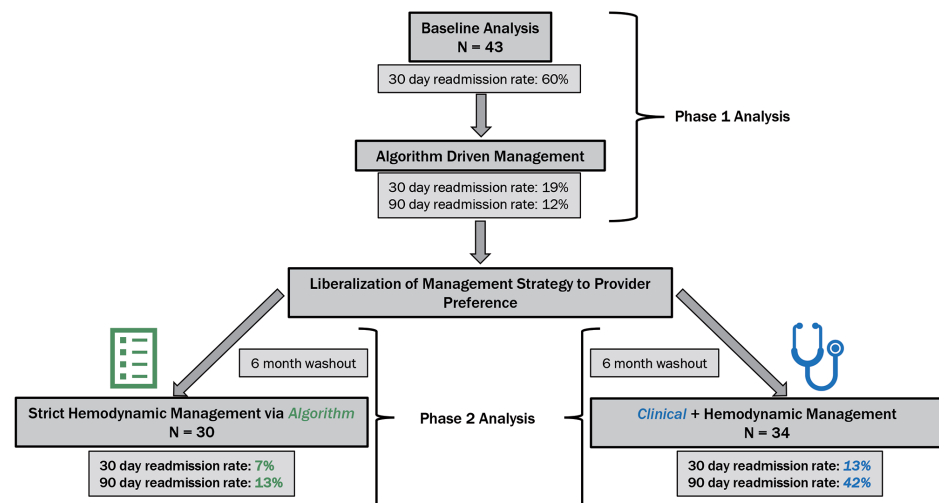 Baseline Analysis
N = 43
30 day readmission rate: 60%
Phase 1 Analysis
Algorithm Driven Management
30 day readmission rate: 19%
90 day readmission rate: 12%
Liberalization of Management Strategy to Provider
Preference
6 month washout
6 month washout
Strict Hemodynamic Management via Algorithm
N = 30
Phase 2 Analysis
Clinical + Hemodynamic Management
N = 34
30 day readmission rate: 7%
90 day readmission rate: 13%
30 day readmission rate: 13%
90 day readmission rate: 42%